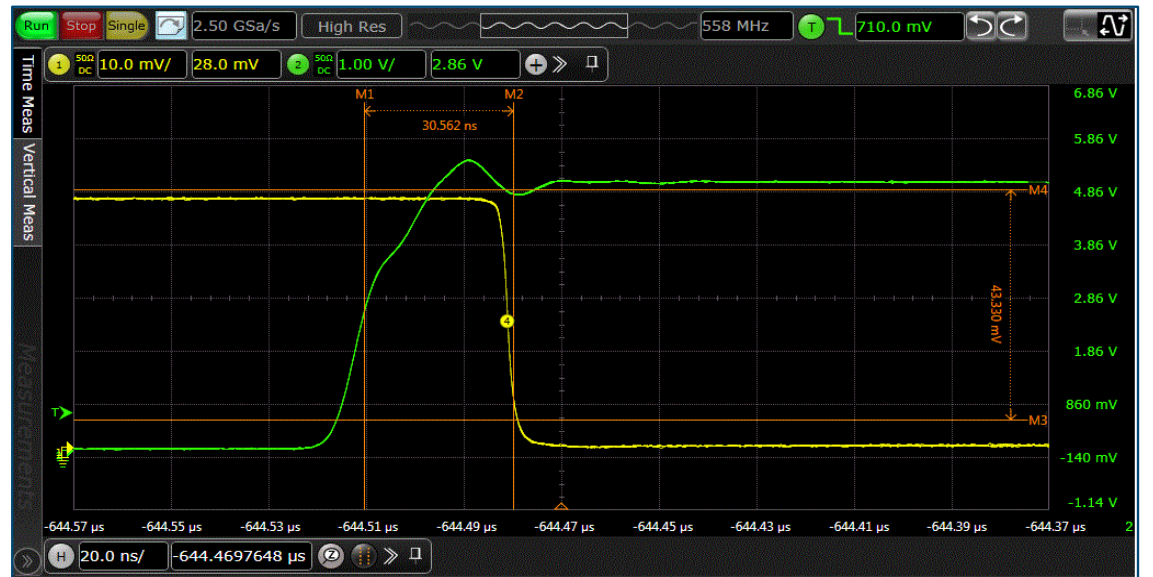 Run Stop Single 2.50 GSa/s High Res 558 MHz T 710.0 mV
1 50Ω DC 10.0 mV/ 28.0 mV 2 50Ω DC 1.00 V/ 2.86 V
Time Meas
Vertical Meas
Measurements
M1 M2
30.562 ns
6.86 V
5.86 V
4.86 V
M4
3.86 V
2.86 V
43.330 mV
4
1.86 V
T
860 mV
M3
-140 mV
-1.14 V
-644.57 µs -644.55 µs -644.53 µs -644.51 µs -644.49 µs -644.47 µs -644.45 µs -644.43 µs -644.41 µs -644.39 µs -644.37 µs 2
H 20.0 ns/ -644.4697648 µs Z